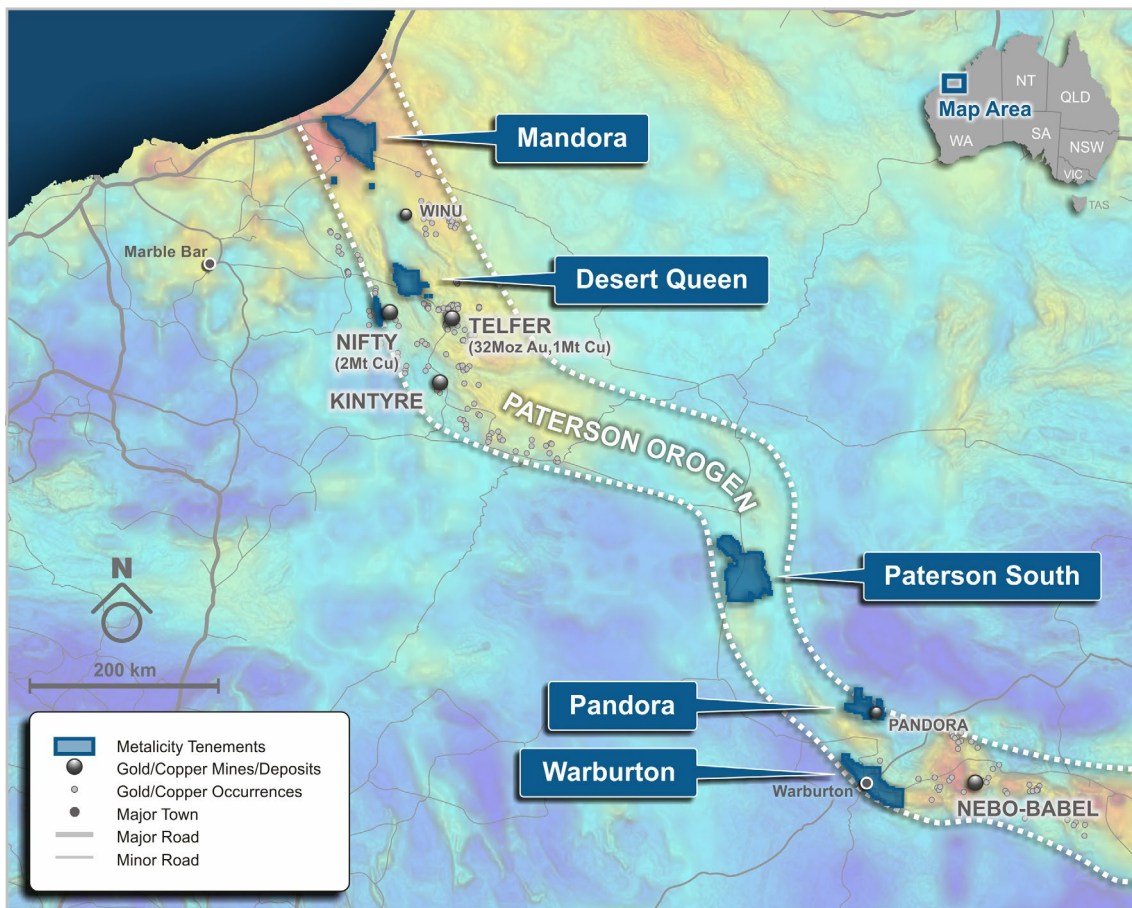 NT
QLD
Map Area
WA
SA
NSW
VIC
TAS
Mandora
WINU
Marble Bar
Desert Queen
NIFTY
(2Mt Cu)
TELFER
(32Moz Au,1Mt Cu)
KINTYRE
PATERSON OROGEN
Paterson South
N
200 km
Pandora
PANDORA
Warburton
Warburton
NEBO-BABEL
Metalicity Tenements
Gold/Copper Mines/Deposits
Gold/Copper Occurrences
Major Town
Major Road
Minor Road